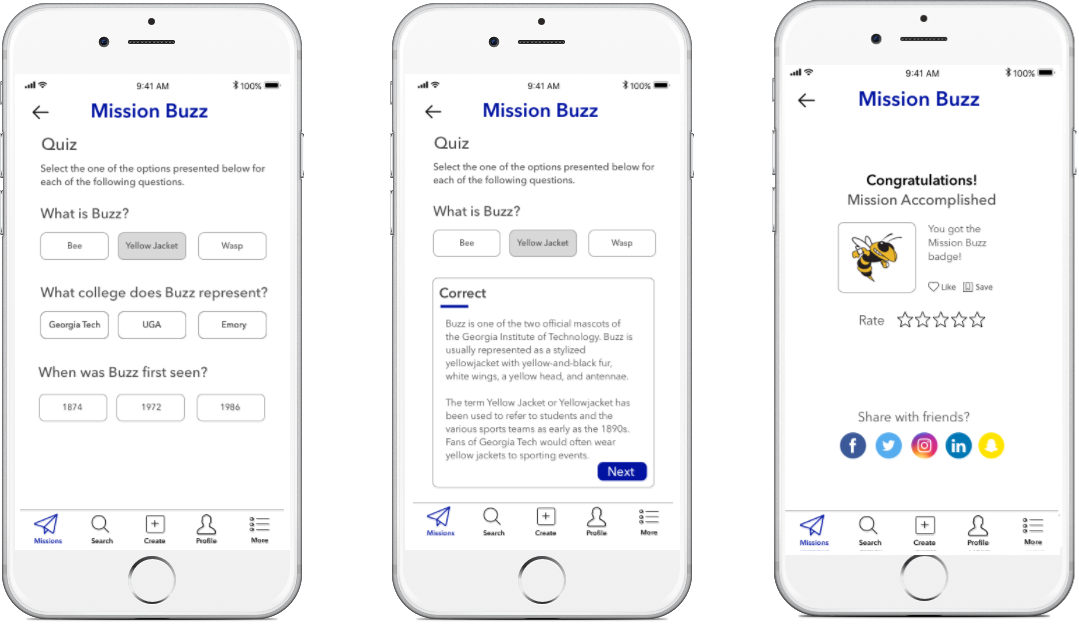 9:41 AM
100%
Mission Buzz
Quiz
Select the one of the options presented below for
each of the following questions.
What is Buzz?
Bee
Yellow Jacket
Wasp
What college does Buzz represent?
Georgia Tech
UGA
Emory
When was Buzz first seen?
1874
1972
1986
Missions
Search
Create
Profile
More
9:41 AM
100%
Mission Buzz
Quiz
Select the one of the options presented below for
each of the following questions.
What is Buzz?
Bee
Yellow Jacket
Wasp
Correct
Buzz is one of the two official mascots of
the Georgia Institute of Technology. Buzz is
usually represented as a stylized
yellowjacket with yellow-and-black fur,
white wings, a yellow head, and antennae.
The term Yellow Jacket or Yellowjacket has
been used to refer to students and the
various sports teams as early as the 1890s.
Fans of Georgia Tech would often wear
yellow jackets to sporting events.
Next
Missions
Search
Create
Profile
More
9:41 AM
100%
Mission Buzz
Congratulations!
Mission Accomplished
You got the
Mission Buzz
badge!
Like
Save
Rate
Share with friends?
f
in
Missions
Search
Create
Profile
More